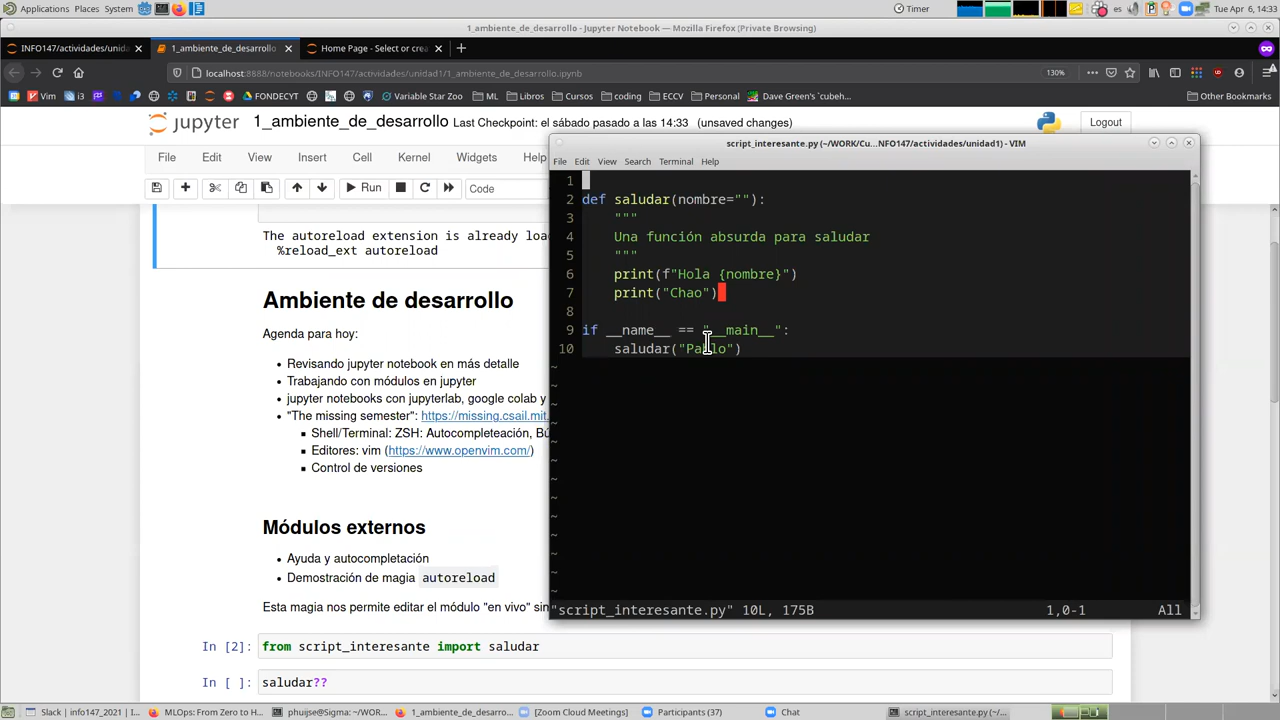 Applications Places System Timer es Tue Apr 6, 14:33
1_ambiente_de_desarrollo - Jupyter Notebook — Mozilla Firefox (Private Browsing)
INFO147/actividades/unida 1_ambiente_de_desarrollo Home Page - Select or crea
localhost:8888/notebooks/INFO147/actividades/unidad1/1_ambiente_de_desarrollo.ipynb 130%
Vim i3 FONDECYT Variable Star Zoo ML Libros Cursos coding ECCV Personal Dave Green's `cubeh… Other Bookmarks
jupyter 1_ambiente_de_desarrollo Last Checkpoint: el sábado pasado a las 14:33 (unsaved changes) Logout
File Edit View Insert Cell Kernel Widgets Help
Run Code
The autoreload extension is already loa
%reload_ext autoreload
Ambiente de desarrollo
Agenda para hoy:
Revisando jupyter notebook en más detalle
Trabajando con módulos en jupyter
jupyter notebooks con jupyterlab, google colab y
"The missing semester": https://missing.csail.mit.
Shell/Terminal: ZSH: Autocompleteación, Bú
Editores: vim (https://www.openvim.com/)
Control de versiones
Módulos externos
Ayuda y autocompletación
Demostración de magia autoreload
Esta magia nos permite editar el módulo "en vivo" sin
In [2]: from script_interesante import saludar
In [ ]: saludar??
script_interesante.py (~/WORK/Cu...NFO147/actividades/unidad1) - VIM
File Edit View Search Terminal Help
1
2 def saludar(nombre=""):
3 """
4 Una función absurda para saludar
5 """
6 print(f"Hola {nombre}")
7 print("Chao")
8
9 if __name__ == "__main__":
10 saludar("Pablo")
~
~
~
~
~
~
~
~
~
~
~
~
~
"script_interesante.py" 10L, 175B 1,0-1 All
Slack | info147_2021 | I... MLOps: From Zero to H... phuijse@Sigma: ~/WOR... 1_ambiente_de_desarro... [Zoom Cloud Meetings] Participants (37) Chat script_interesante.py (~/...